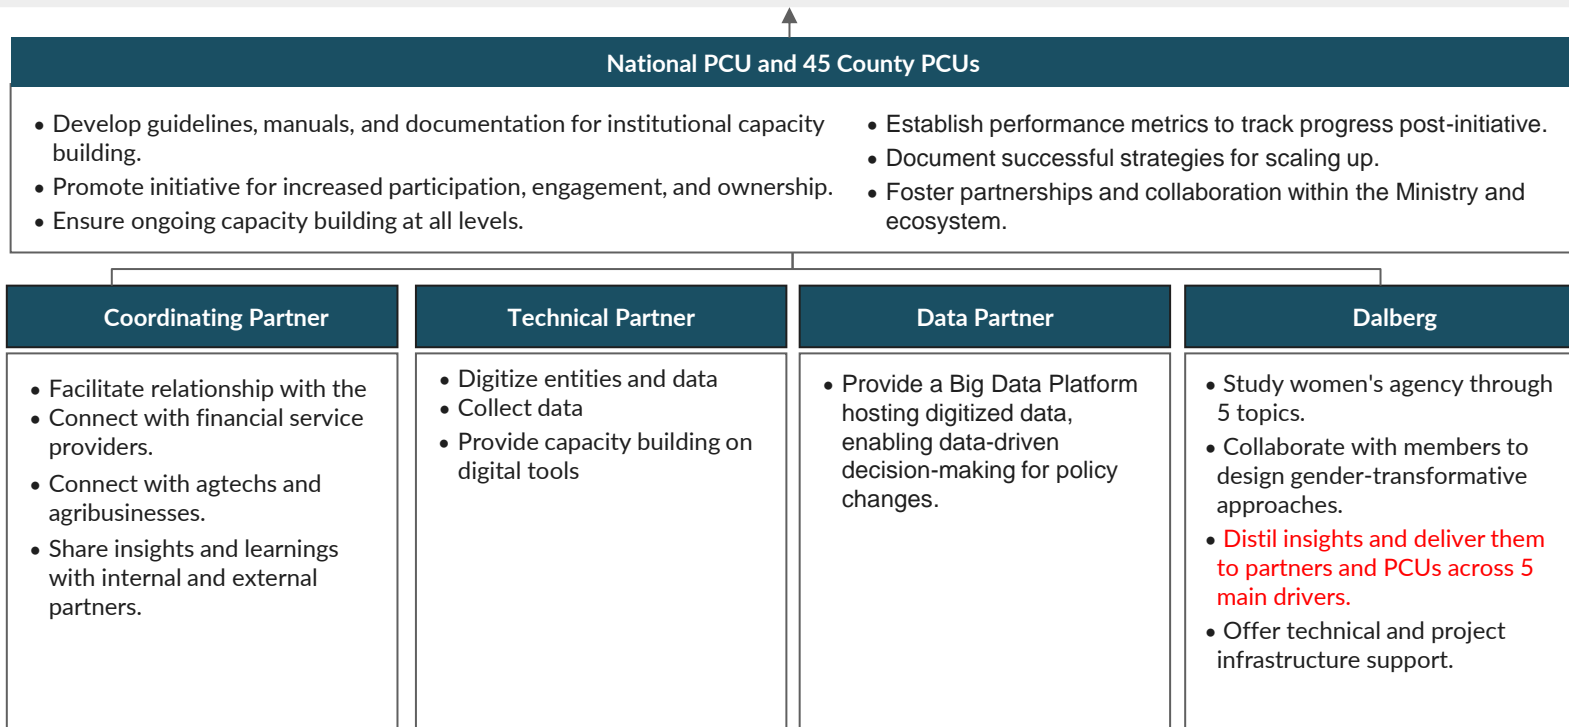 National PCU and 45 County PCUs
• Develop guidelines, manuals, and documentation for institutional capacity
building.
• Promote initiative for increased participation, engagement, and ownership.
• Ensure ongoing capacity building at all levels.
• Establish performance metrics to track progress post-initiative.
• Document successful strategies for scaling up.
• Foster partnerships and collaboration within the Ministry and
ecosystem.
Coordinating Partner
• Facilitate relationship with the
• Connect with financial service
providers.
• Connect with agtechs and
agribusinesses.
• Share insights and learnings
with internal and external
partners.
Technical Partner
• Digitize entities and data
• Collect data
• Provide capacity building on
digital tools
Data Partner
• Provide a Big Data Platform
hosting digitized data,
enabling data-driven
decision-making for policy
changes.
Dalberg
• Study women's agency through
5 topics.
• Collaborate with members to
design gender-transformative
approaches.
• Distil insights and deliver them
to partners and PCUs across 5
main drivers.
• Offer technical and project
infrastructure support.